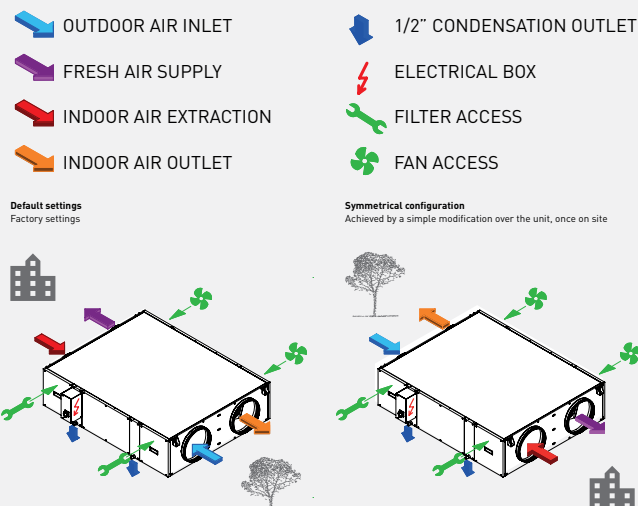 OUTDOOR AIR INLET
FRESH AIR SUPPLY
INDOOR AIR EXTRACTION
INDOOR AIR OUTLET
1/2” CONDENSATION OUTLET
ELECTRICAL BOX
FILTER ACCESS
FAN ACCESS
Default settings
Factory settings
Symmetrical configuration
Achieved by a simple modification over the unit, once on site